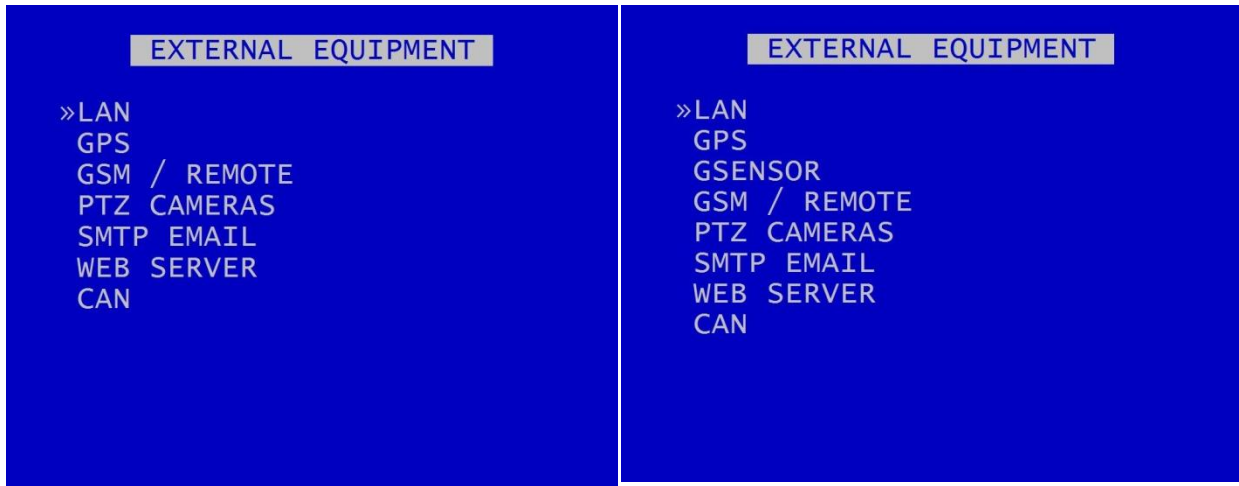 EXTERNAL EQUIPMENT
»LAN
GPS
GSM / REMOTE
PTZ CAMERAS
SMTP EMAIL
WEB SERVER
CAN
EXTERNAL EQUIPMENT
»LAN
GPS
GSENSOR
GSM / REMOTE
PTZ CAMERAS
SMTP EMAIL
WEB SERVER
CAN